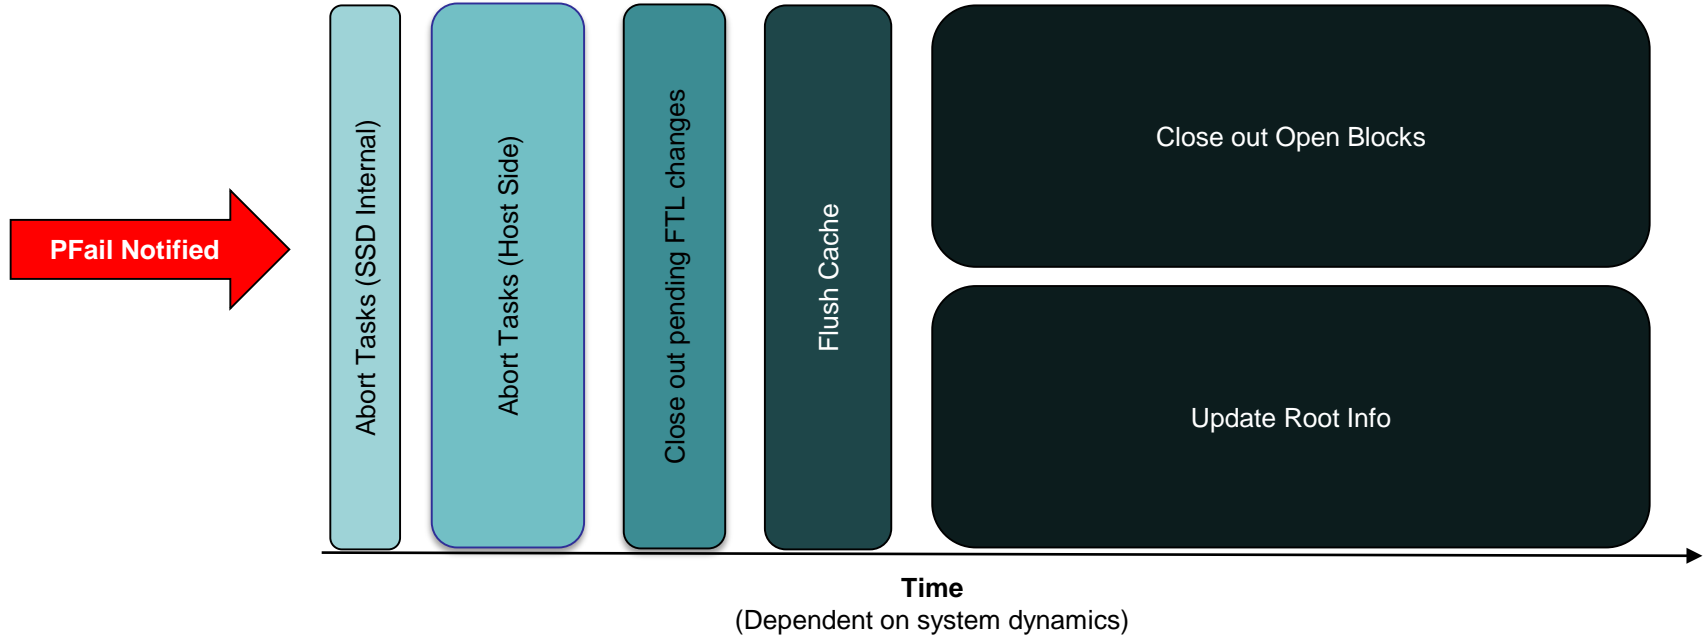 PFail Notified
Abort Tasks (SSD Internal)
Abort Tasks (Host Side)
Close out pending FTL changes
Flush Cache
Close out Open Blocks
Update Root Info
Time
(Dependent on system dynamics)